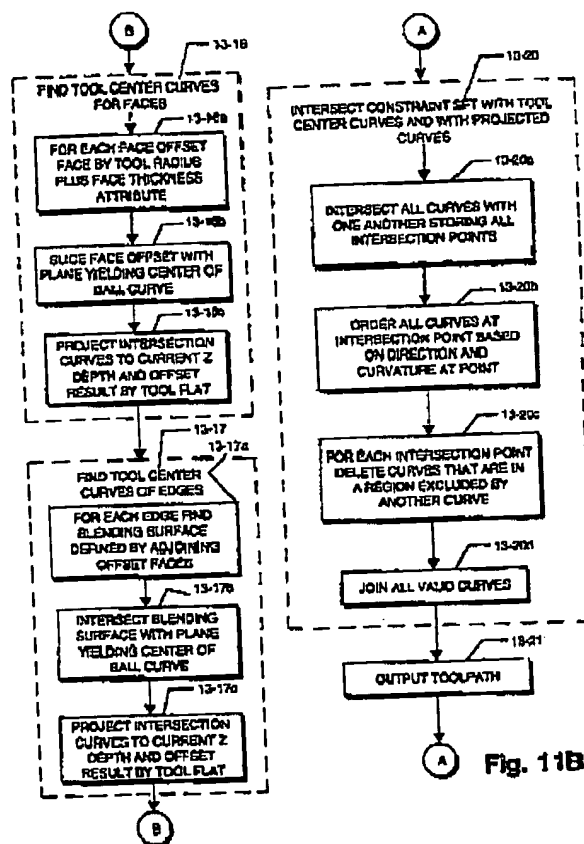 B
13-16
FIND TOOL CENTER CURVES
FOR FACES
13-16a
FOR EACH FACE OFFSET
FACE BY TOOL RADIUS
PLUS FACE THICKNESS
ATTRIBUTE
13-16b
SLICE FACE OFFSET WITH
PLANE YIELDING CENTER OF
BALL CURVE
13-16c
PROJECT INTERSECTION
CURVES TO CURRENT Z
DEPTH AND OFFSET
RESULT BY TOOL FLAT
13-17
FIND TOOL CENTER
CURVES OF EDGES
13-17a
FOR EACH EDGE FIND
BLENDING SURFACE
DEFINED BY ADJOINING
OFFSET FACES
13-17b
INTERSECT BLENDING
SURFACE WITH PLANE
YIELDING CENTER OF
BALL CURVE
13-17c
PROJECT INTERSECTION
CURVES TO CURRENT Z
DEPTH AND OFFSET
RESULT BY TOOL FLAT
B
A
13-20
INTERSECT CONSTRAINT SET WITH TOOL
CENTER CURVES AND WITH PROJECTED
CURVES
13-20a
INTERSECT ALL CURVES WITH
ONE ANOTHER STORING ALL
INTERSECTION POINTS
13-20b
ORDER ALL CURVES AT
INTERSECTION POINT BASED
ON DIRECTION AND
CURVATURE AT POINT
13-20c
FOR EACH INTERSECTION POINT
DELETE CURVES THAT ARE IN
A REGION EXCLUDED BY
ANOTHER CURVE
13-20d
JOIN ALL VALID CURVES
13-21
OUTPUT TOOLPATH
A
Fig. 11B